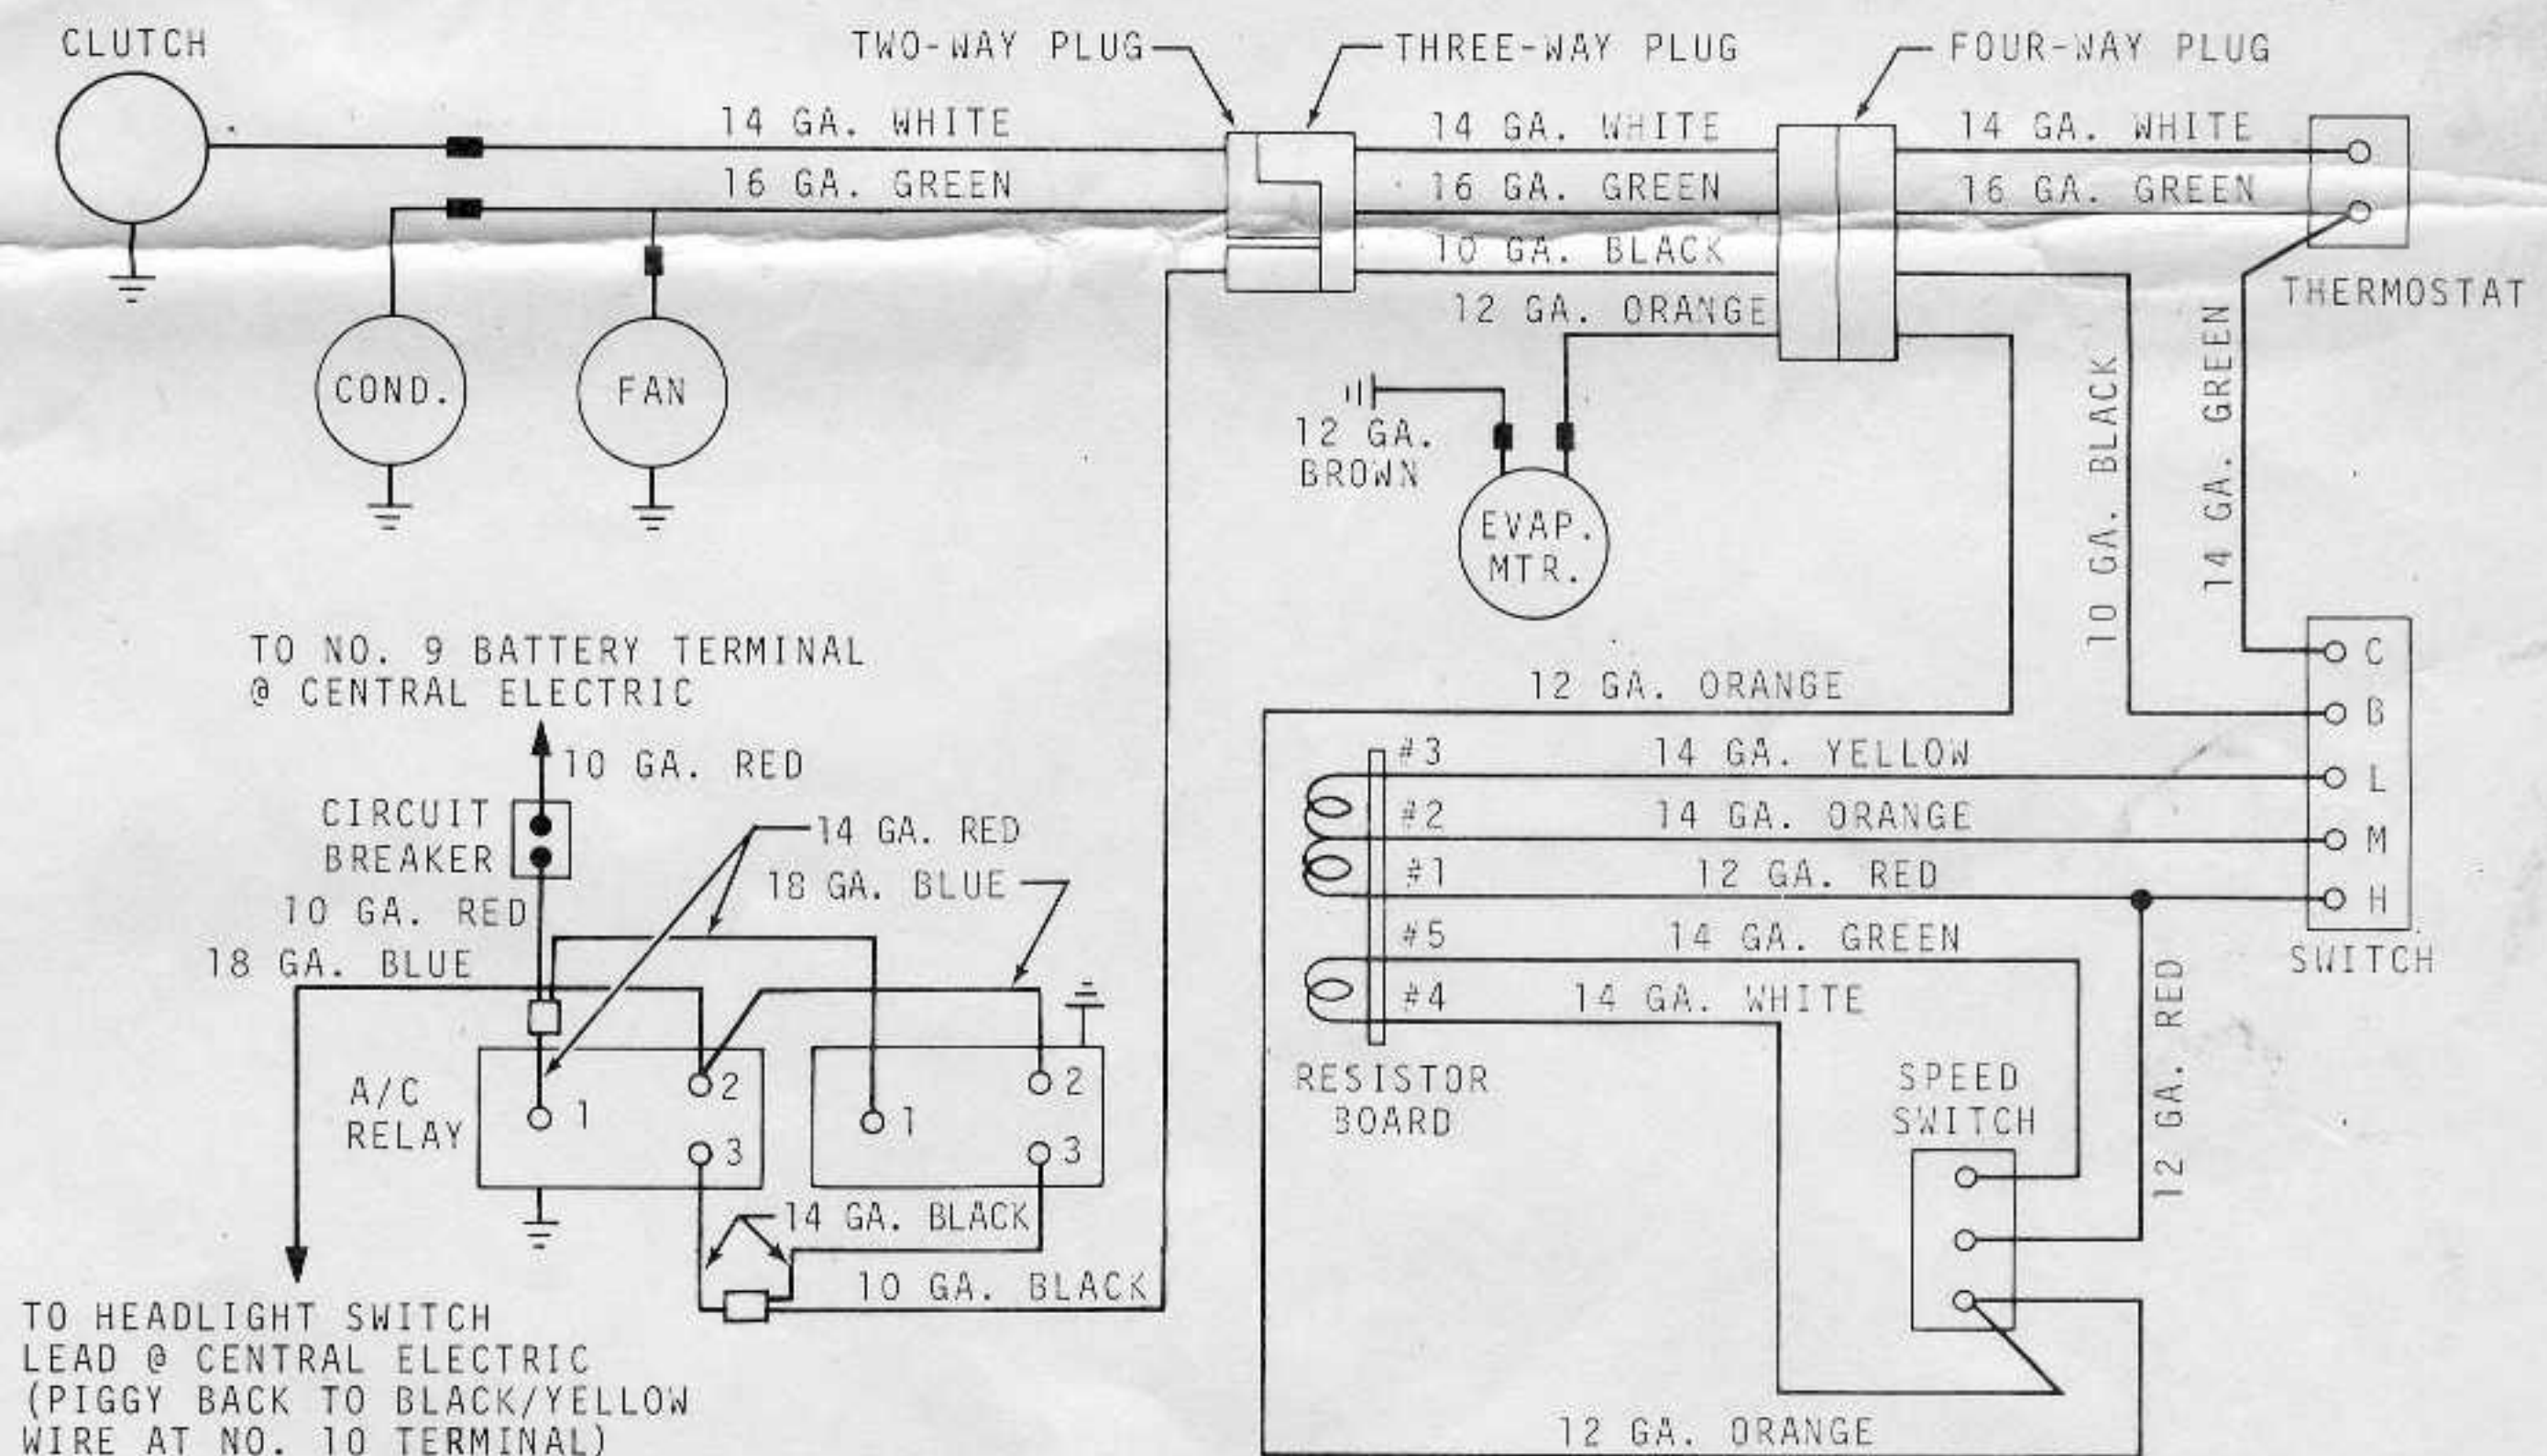 CLUTCH
TWO-WAY PLUG
THREE-WAY PLUG
FOUR-WAY PLUG
14 GA. WHITE
14 GA. WHITE
14 GA. WHITE
16 GA. GREEN
16 GA. GREEN
16 GA. GREEN
10 GA. BLACK
12 GA. ORANGE
THERMOSTAT
COND.
FAN
12 GA.
BROWN
EVAP.
MTR.
10 GA. BLACK
14 GA. GREEN
TO NO. 9 BATTERY TERMINAL
@ CENTRAL ELECTRIC
10 GA. RED
CIRCUIT
BREAKER
14 GA. RED
18 GA. BLUE
10 GA. RED
18 GA. BLUE
A/C
RELAY
1
2
3
1
2
3
14 GA. BLACK
10 GA. BLACK
TO HEADLIGHT SWITCH
LEAD @ CENTRAL ELECTRIC
(PIGGY BACK TO BLACK/YELLOW
WIRE AT NO. 10 TERMINAL)
12 GA. ORANGE
C
B
#3 14 GA. YELLOW
L
#2 14 GA. ORANGE
M
#1 12 GA. RED
H
SWITCH
#5 14 GA. GREEN
#4 14 GA. WHITE
RESISTOR
BOARD
SPEED
SWITCH
12 GA. RED
12 GA. ORANGE